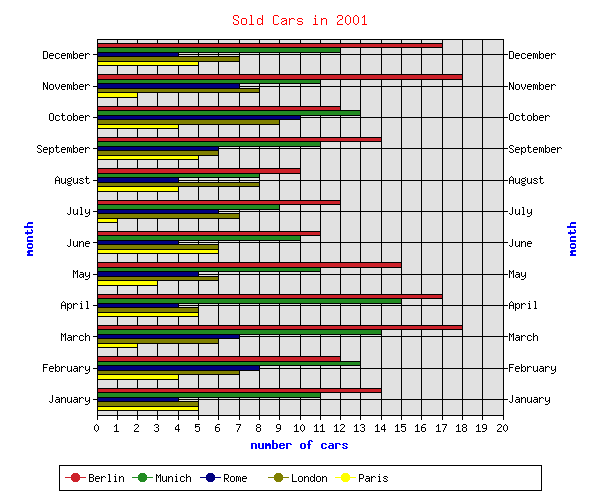 Sold Cars in 2001
December December
November November
October October
September September
August August
July July
June June
May May
April April
March March
February February
January January
month month
0 1 2 3 4 5 6 7 8 9 10 11 12 13 14 15 16 17 18 19 20
number of cars
Berlin Munich Rome London Paris